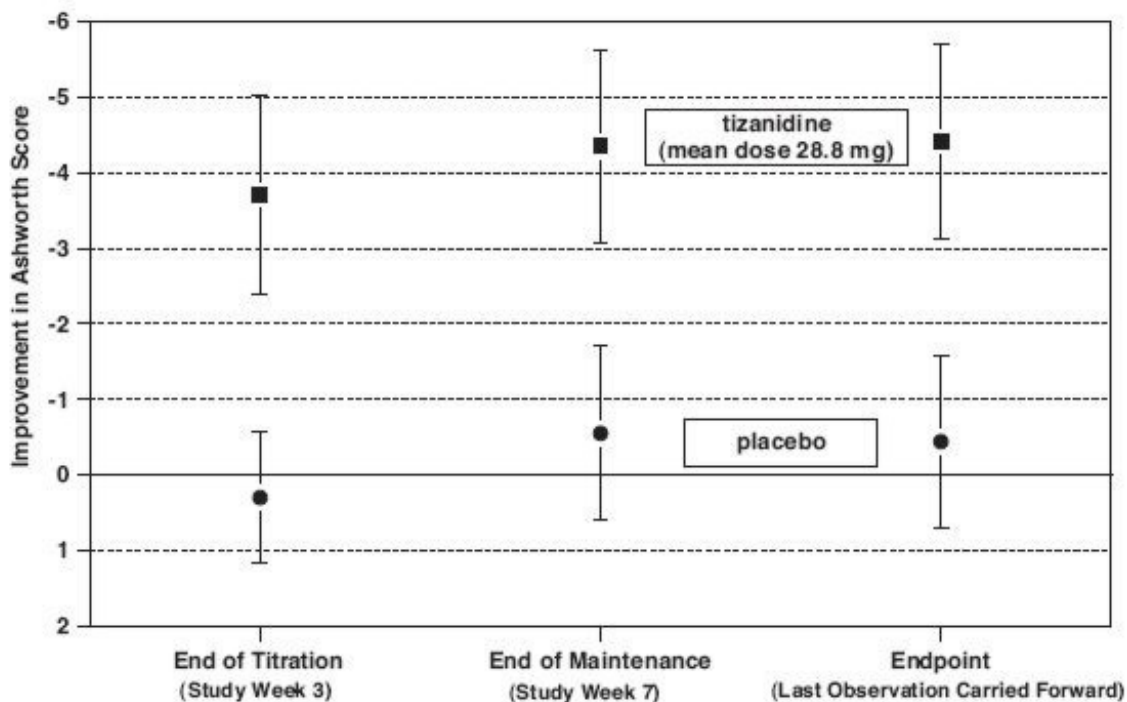 Improvement in Ashworth Score
-6
-5
-4
-3
-2
-1
0
1
2
tizanidine
(mean dose 28.8 mg)
placebo
End of Titration
(Study Week 3)
End of Maintenance
(Study Week 7)
Endpoint
(Last Observation Carried Forward)